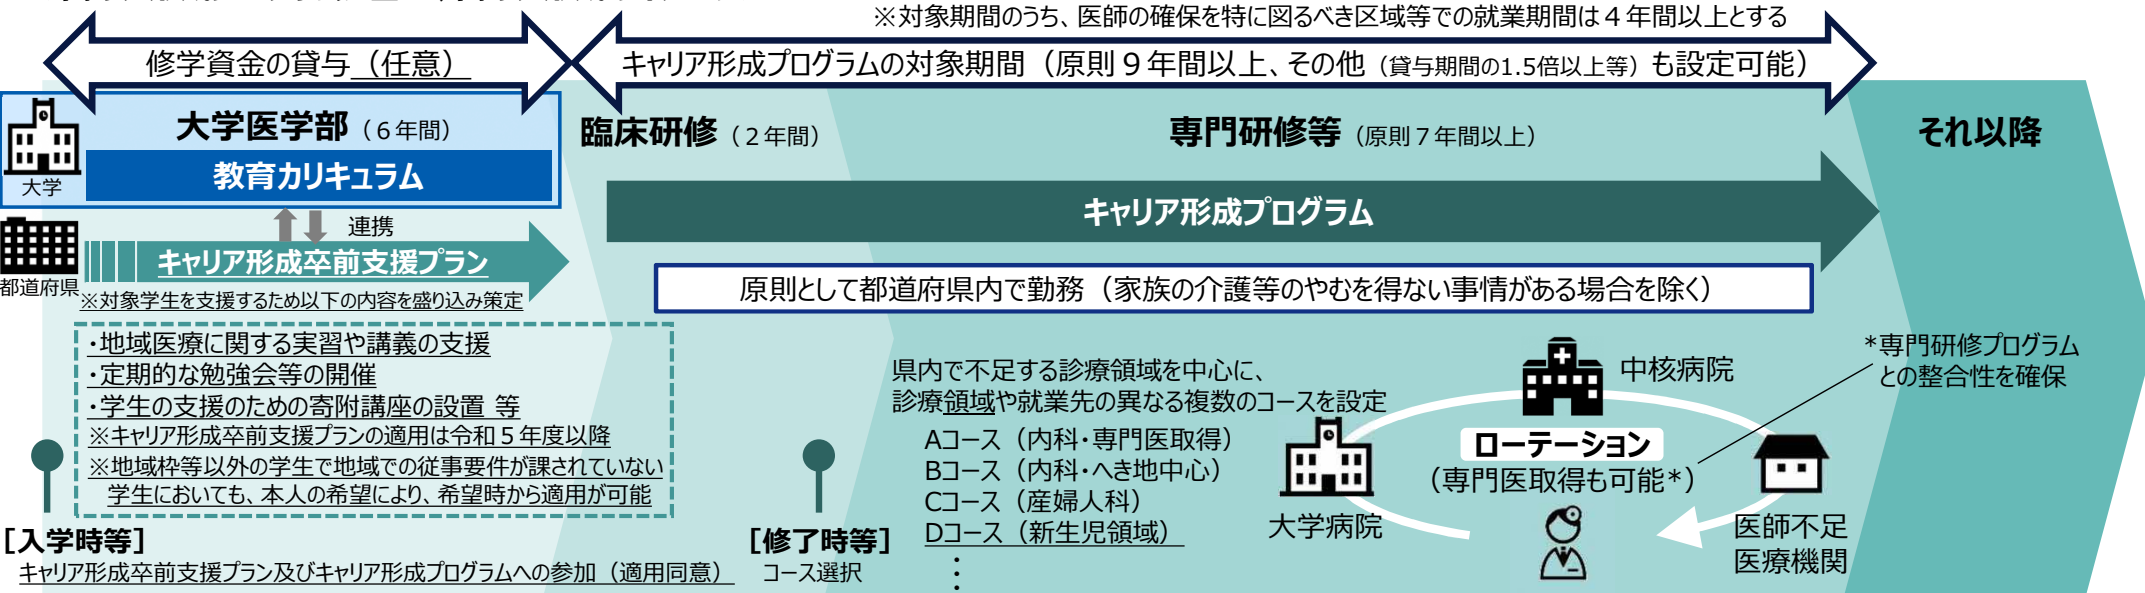 ※対象期間のうち、医師の確保を特に図るべき区域等での就業期間は４年間以上とする
修学資金の貸与（任意）
キャリア形成プログラムの対象期間（原則９年間以上、その他（貸与期間の1.5倍以上等）も設定可能）
大学医学部（６年間）
臨床研修（２年間）
専門研修等（原則７年間以上）
それ以降
教育カリキュラム
大学
連携
キャリア形成プログラム
キャリア形成卒前支援プラン
都道府県
※対象学生を支援するため以下の内容を盛り込み策定
原則として都道府県内で勤務（家族の介護等のやむを得ない事情がある場合を除く）
・地域医療に関する実習や講義の支援
・定期的な勉強会等の開催
・学生の支援のための寄附講座の設置 等
※キャリア形成卒前支援プランの適用は令和５年度以降
※地域枠等以外の学生で地域での従事要件が課されていない
学生においても、本人の希望により、希望時から適用が可能
県内で不足する診療領域を中心に、
診療領域や就業先の異なる複数のコースを設定
Aコース（内科・専門医取得）
Bコース（内科・へき地中心）
Cコース（産婦人科）
Dコース（新生児領域）
：
中核病院
*専門研修プログラム
との整合性を確保
ローテーション
（専門医取得も可能*）
大学病院
医師不足
医療機関
［入学時等］
キャリア形成卒前支援プラン及びキャリア形成プログラムへの参加（適用同意）
［修了時等］
コース選択